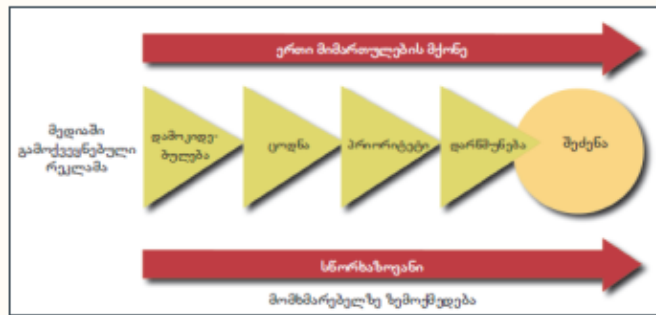 ერთი მიმართულების მქონე
მედიაში
გამოქვეყნებული
რეკლამა
დამოკიდე-
ბულება
ცოდნა
პრიორიტეტი
დარწმუნება
შეძენა
სწორხაზოვანი
მომხმარებელზე ზემოქმედება